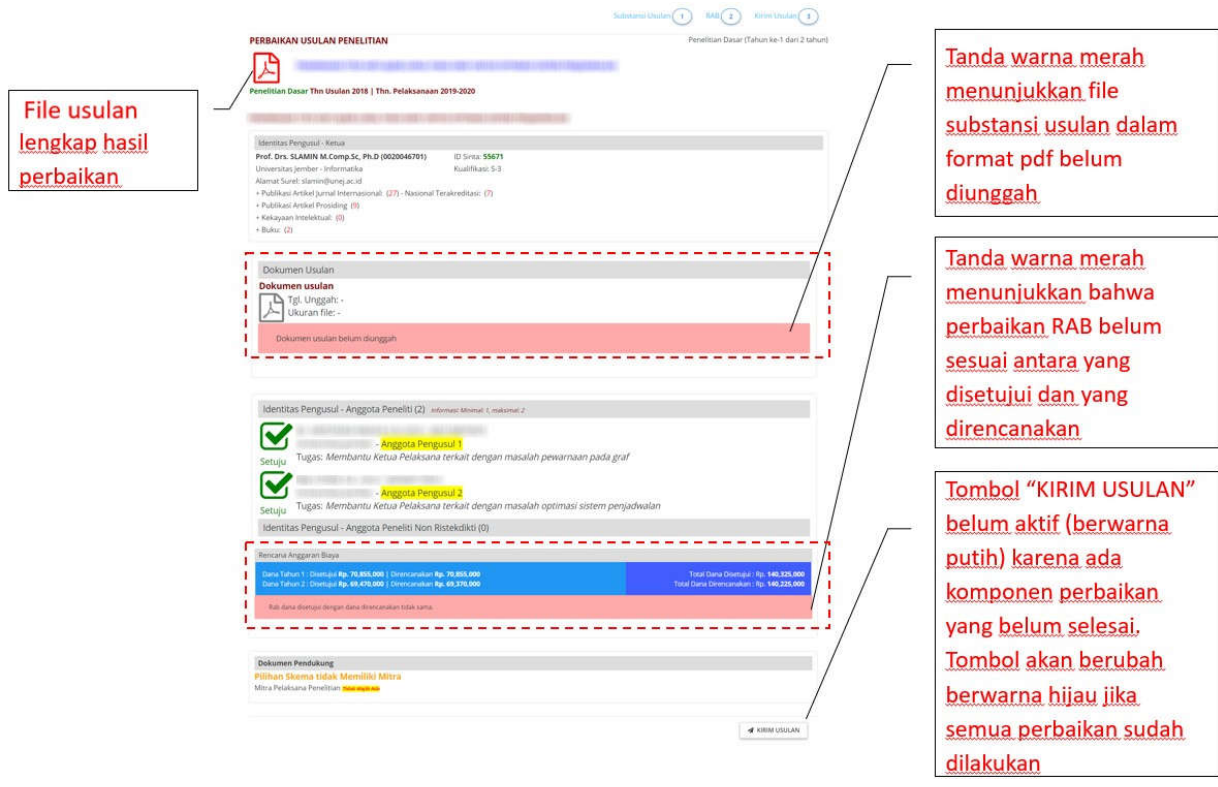 Substansi Usulan 1 RAB 2 Kirim Usulan 3
PERBAIKAN USULAN PENELITIAN
Penelitian Dasar (Tahun ke-1 dari 2 tahun)
Penelitian Dasar Thn Usulan 2018 | Thn. Pelaksanaan 2019-2020
File usulan
lengkap hasil
perbaikan
Identitas Pengusul - Ketua
Prof. Drs. SLAMIN M.Comp.Sc, Ph.D (0020046701) ID Sinta: 55671
Universitas Jember - Informatika Kualifikasi: S-3
Alamat Surel: slamin@unej.ac.id
+ Publikasi Artikel Jurnal Internasional: (27) - Nasional Terakreditasi: (7)
+ Publikasi Artikel Prosiding (9)
+ Kekayaan Intelektual: (0)
+ Buku: (2)
Dokumen Usulan
Dokumen usulan
Tgl. Unggah: -
Ukuran file: -
Dokumen usulan belum diunggah
Identitas Pengusul - Anggota Peneliti (2) Informasi: Minimal: 1, maksimal: 2
- Anggota Pengusul 1
Setuju Tugas: Membantu Ketua Pelaksana terkait dengan masalah pewarnaan pada graf
- Anggota Pengusul 2
Setuju Tugas: Membantu Ketua Pelaksana terkait dengan masalah optimasi sistem penjadwalan
Identitas Pengusul - Anggota Peneliti Non Ristekdikti (0)
Rencana Anggaran Biaya
Dana Tahun 1 : Disetujui Rp. 70,855,000 | Direncanakan Rp. 70,855,000
Dana Tahun 2 : Disetujui Rp. 69,470,000 | Direncanakan Rp. 69,370,000
Total Dana Disetujui : Rp. 140,325,000
Total Dana Direncanakan : Rp. 140,225,000
Rab dana disetujui dengan dana direncanakan tidak sama.
Dokumen Pendukung
Pilihan Skema tidak Memiliki Mitra
Mitra Pelaksana Penelitian
KIRIM USULAN
Tanda warna merah
menunjukkan file
substansi usulan dalam
format pdf belum
diunggah
Tanda warna merah
menunjukkan bahwa
perbaikan RAB belum
sesuai antara yang
disetujui dan yang
direncanakan
Tombol “KIRIM USULAN”
belum aktif (berwarna
putih) karena ada
komponen perbaikan
yang belum selesai.
Tombol akan berubah
berwarna hijau jika
semua perbaikan sudah
dilakukan